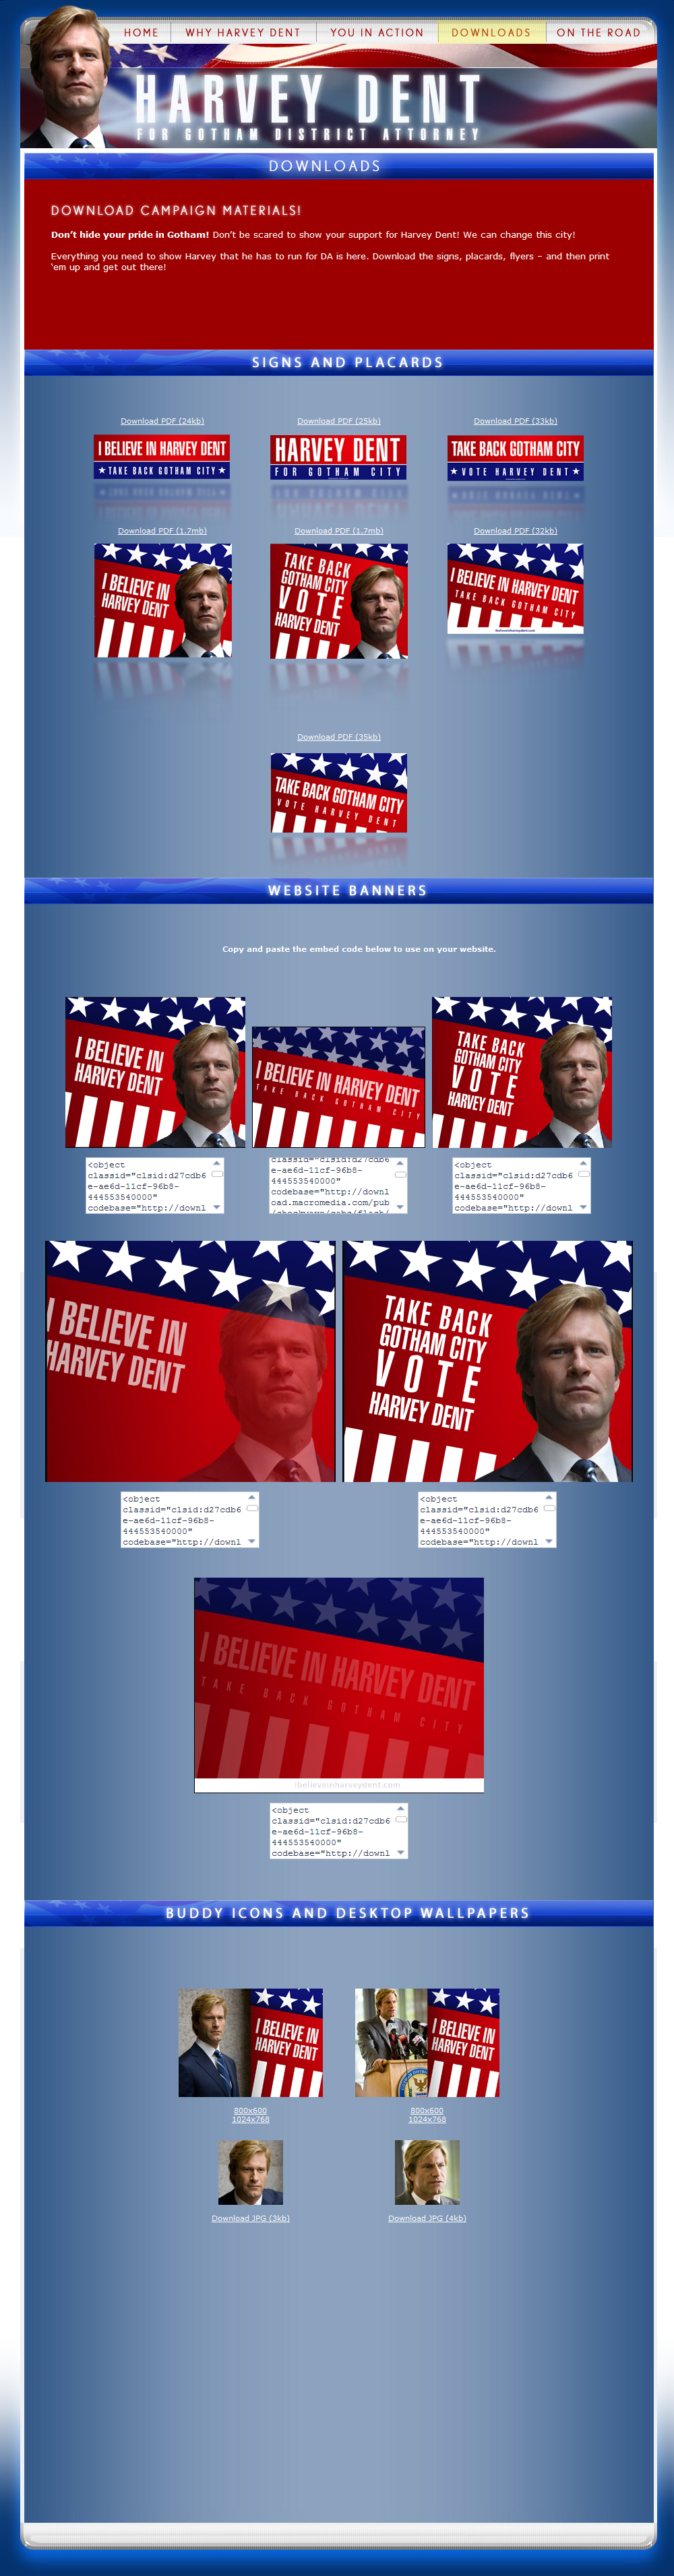 HOME WHY HARVEY DENT YOU IN ACTION DOWNLOADS ON THE ROAD
HARVEY DENT
FOR GOTHAM DISTRICT ATTORNEY
DOWNLOADS
DOWNLOAD CAMPAIGN MATERIALS!
Don't hide your pride in Gotham! Don't be scared to show your support for Harvey Dent! We can change this city!
Everything you need to show Harvey that he has to run for DA is here. Download the signs, placards, flyers – and then print
'em up and get out there!
SIGNS AND PLACARDS
Download PDF (24kb) Download PDF (25kb) Download PDF (33kb)
I BELIEVE IN HARVEY DENT
TAKE BACK GOTHAM CITY
HARVEY DENT
FOR GOTHAM CITY
TAKE BACK GOTHAM CITY
VOTE HARVEY DENT
Download PDF (1.7mb) Download PDF (1.7mb) Download PDF (32kb)
I BELIEVE IN
HARVEY DENT
TAKE BACK
GOTHAM CITY
VOTE
HARVEY DENT
I BELIEVE IN HARVEY DENT
TAKE BACK GOTHAM CITY
ibelieveinharveydent.com
Download PDF (35kb)
TAKE BACK GOTHAM CITY
VOTE HARVEY DENT
WEBSITE BANNERS
Copy and paste the embed code below to use on your website.
I BELIEVE IN
HARVEY DENT
I BELIEVE IN HARVEY DENT
TAKE BACK GOTHAM CITY
TAKE BACK
GOTHAM CITY
VOTE
HARVEY DENT
<object
classid="clsid:d27cdb6
e-ae6d-11cf-96b8-
444553540000"
codebase="http://downl
classid="clsid:d27cdb6
e-ae6d-11cf-96b8-
444553540000"
codebase="http://downl
oad.macromedia.com/pub
/shockwave/cabs/flash/
<object
classid="clsid:d27cdb6
e-ae6d-11cf-96b8-
444553540000"
codebase="http://downl
I BELIEVE IN
HARVEY DENT
TAKE BACK
GOTHAM CITY
VOTE
HARVEY DENT
<object
classid="clsid:d27cdb6
e-ae6d-11cf-96b8-
444553540000"
codebase="http://downl
<object
classid="clsid:d27cdb6
e-ae6d-11cf-96b8-
444553540000"
codebase="http://downl
I BELIEVE IN HARVEY DENT
TAKE BACK GOTHAM CITY
ibelieveinharveydent.com
<object
classid="clsid:d27cdb6
e-ae6d-11cf-96b8-
444553540000"
codebase="http://downl
BUDDY ICONS AND DESKTOP WALLPAPERS
I BELIEVE IN
HARVEY DENT
I BELIEVE IN
HARVEY DENT
800x600 800x600
1024x768 1024x768
Download JPG (3kb) Download JPG (4kb)